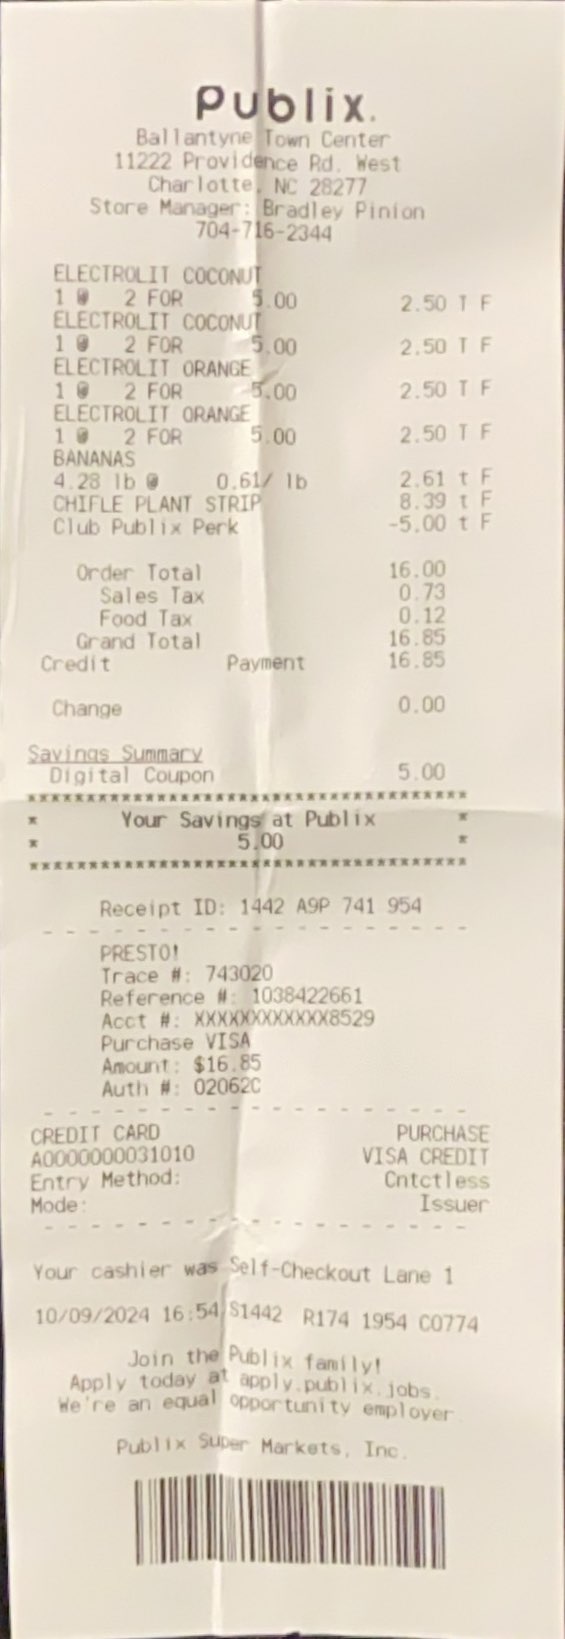 Publix.
Ballantyne Town Center
11222 Providence Rd. West
Charlotte, NC 28277
Store Manager: Bradley Pinion
704-716-2344
ELECTROLIT COCONUT
1 @ 2 FOR 5.00 2.50 T F
ELECTROLIT COCONUT
1 @ 2 FOR 5.00 2.50 T F
ELECTROLIT ORANGE
1 @ 2 FOR 5.00 2.50 T F
ELECTROLIT ORANGE
1 @ 2 FOR 5.00 2.50 T F
BANANAS
4.28 lb @ 0.61/ lb 2.61 t F
CHIFLE PLANT STRIP 8.39 t F
Club Publix Perk -5.00 t F
Order Total 16.00
Sales Tax 0.73
Food Tax 0.12
Grand Total 16.85
Credit Payment 16.85
Change 0.00
Savings Summary
Digital Coupon 5.00
****************************************
* Your Savings at Publix *
* 5.00 *
****************************************
Receipt ID: 1442 A9P 741 954
- - - - - - - - - - - - - - - - - - -
PRESTO!
Trace #: 743020
Reference #: 1038422661
Acct #: XXXXXXXXXXXX8529
Purchase VISA
Amount: $16.85
Auth #: 02062C
- - - - - - - - - - - - - - - - - - -
CREDIT CARD PURCHASE
A0000000031010 VISA CREDIT
Entry Method: Cntctless
Mode: Issuer
- - - - - - - - - - - - - - - - - - -
Your cashier was Self-Checkout Lane 1
10/09/2024 16:54 S1442 R174 1954 C0774
Join the Publix family!
Apply today at apply.publix.jobs.
We're an equal opportunity employer.
Publix Super Markets, Inc.